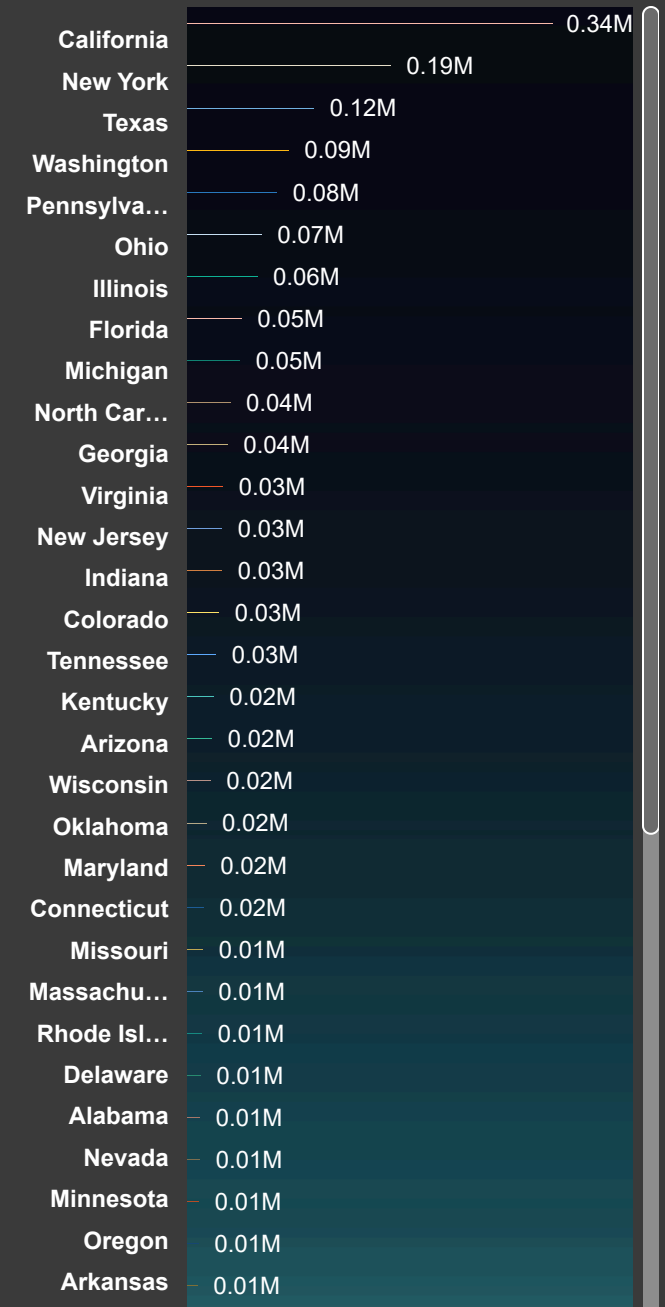 California 0.34M
New York 0.19M
Texas 0.12M
Washington 0.09M
Pennsylva… 0.08M
Ohio 0.07M
Illinois 0.06M
Florida 0.05M
Michigan 0.05M
North Car… 0.04M
Georgia 0.04M
Virginia 0.03M
New Jersey 0.03M
Indiana 0.03M
Colorado 0.03M
Tennessee 0.03M
Kentucky 0.02M
Arizona 0.02M
Wisconsin 0.02M
Oklahoma 0.02M
Maryland 0.02M
Connecticut 0.02M
Missouri 0.01M
Massachu… 0.01M
Rhode Isl… 0.01M
Delaware 0.01M
Alabama 0.01M
Nevada 0.01M
Minnesota 0.01M
Oregon 0.01M
Arkansas 0.01M